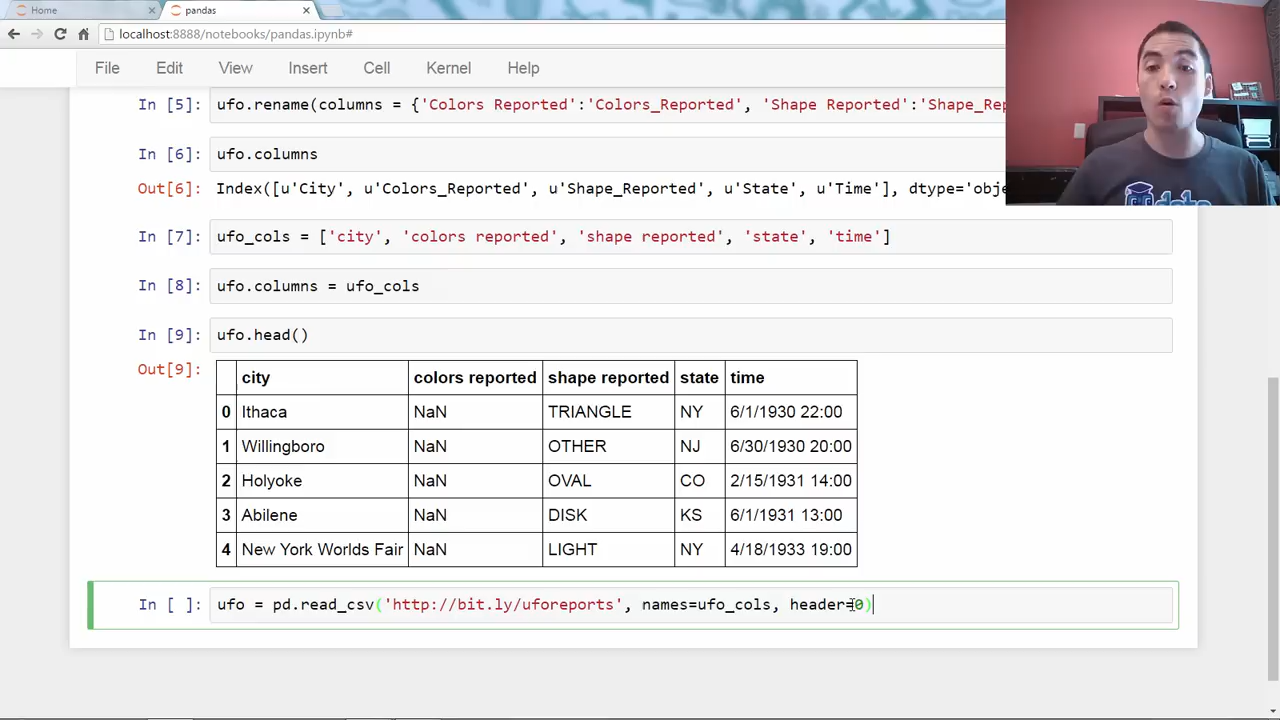 Home
pandas
localhost:8888/notebooks/pandas.ipynb#
File Edit View Insert Cell Kernel Help
In [5]: ufo.rename(columns = {'Colors Reported':'Colors_Reported', 'Shape Reported':'Shape_Rep
In [6]: ufo.columns
Out[6]: Index([u'City', u'Colors_Reported', u'Shape_Reported', u'State', u'Time'], dtype='obje
In [7]: ufo_cols = ['city', 'colors reported', 'shape reported', 'state', 'time']
In [8]: ufo.columns = ufo_cols
In [9]: ufo.head()
Out[9]:
city colors reported shape reported state time
0 Ithaca NaN TRIANGLE NY 6/1/1930 22:00
1 Willingboro NaN OTHER NJ 6/30/1930 20:00
2 Holyoke NaN OVAL CO 2/15/1931 14:00
3 Abilene NaN DISK KS 6/1/1931 13:00
4 New York Worlds Fair NaN LIGHT NY 4/18/1933 19:00
In [ ]: ufo = pd.read_csv('http://bit.ly/uforeports', names=ufo_cols, header=0)